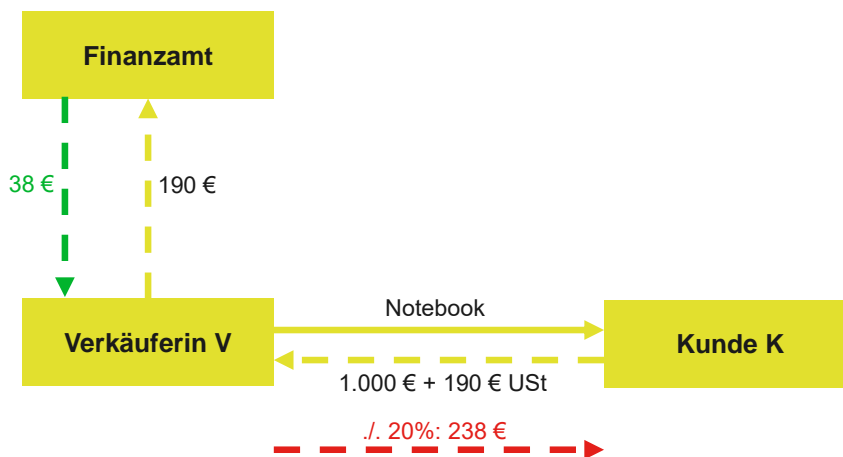 Finanzamt
38 €
190 €
Notebook
Verkäuferin V
Kunde K
1.000 € + 190 € USt
./. 20%: 238 €